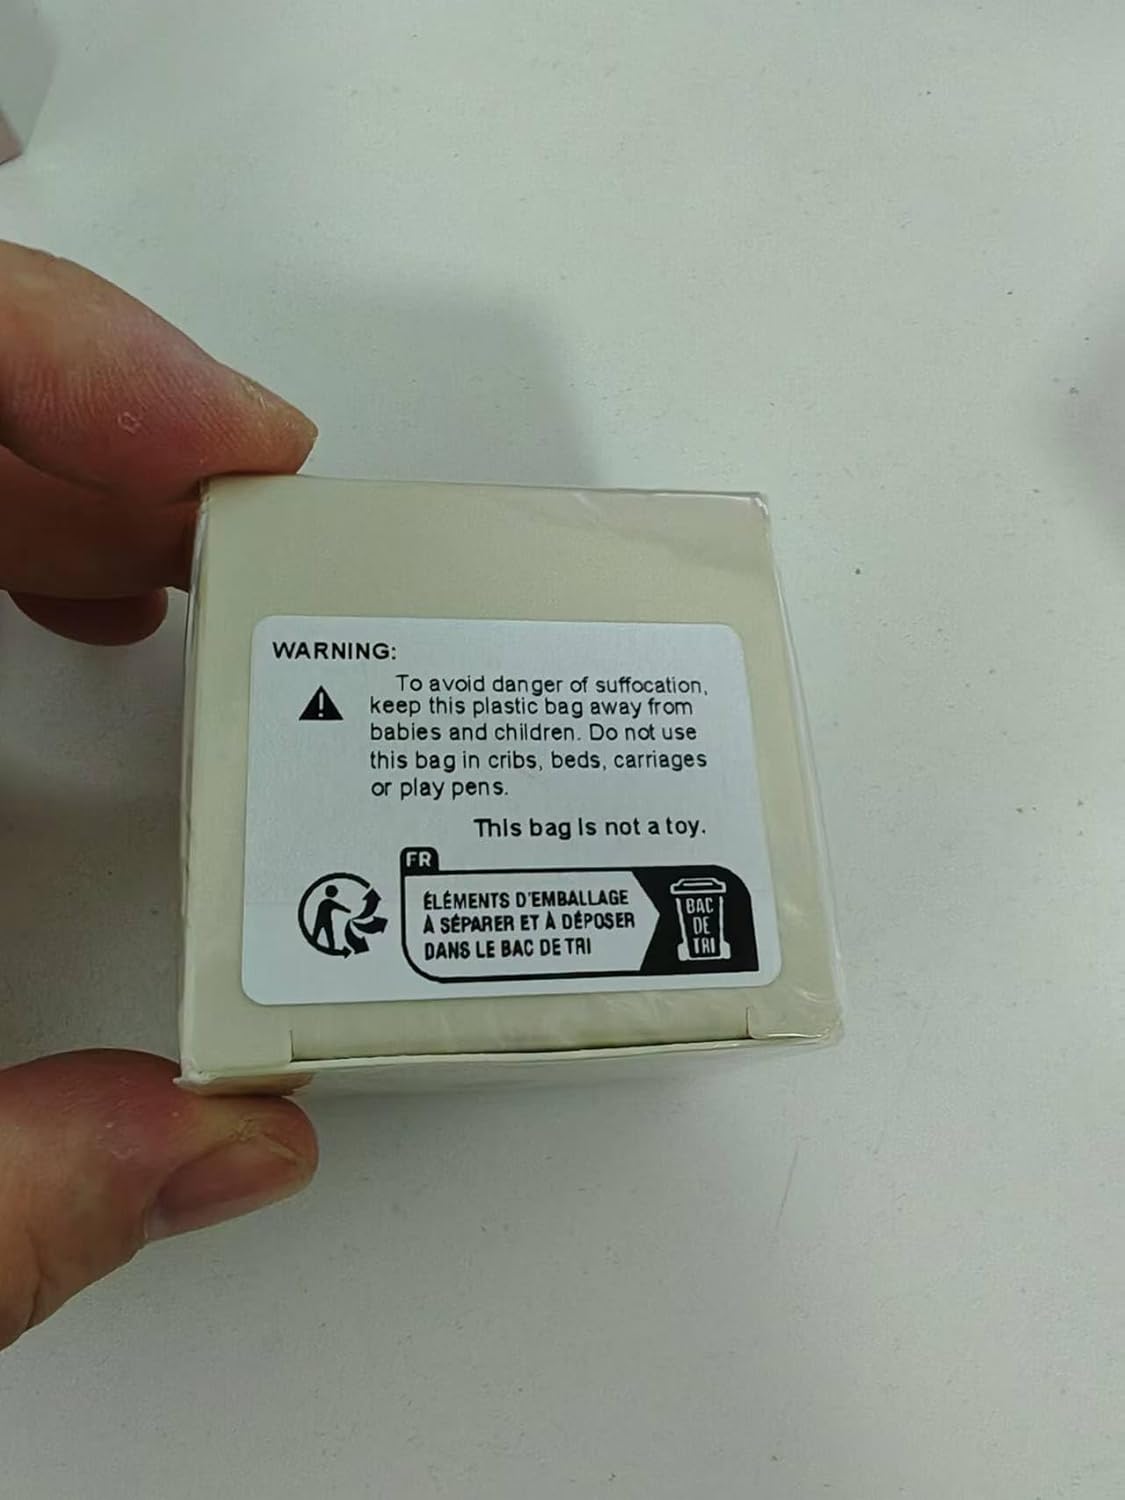 WARNING:
To avoid danger of suffocation,
keep this plastic bag away from
babies and children. Do not use
this bag in cribs, beds, carriages
or play pens.
This bag is not a toy.
FR
ÉLÉMENTS D'EMBALLAGE
À SÉPARER ET À DÉPOSER
DANS LE BAC DE TRI
BAC
DE
TRI